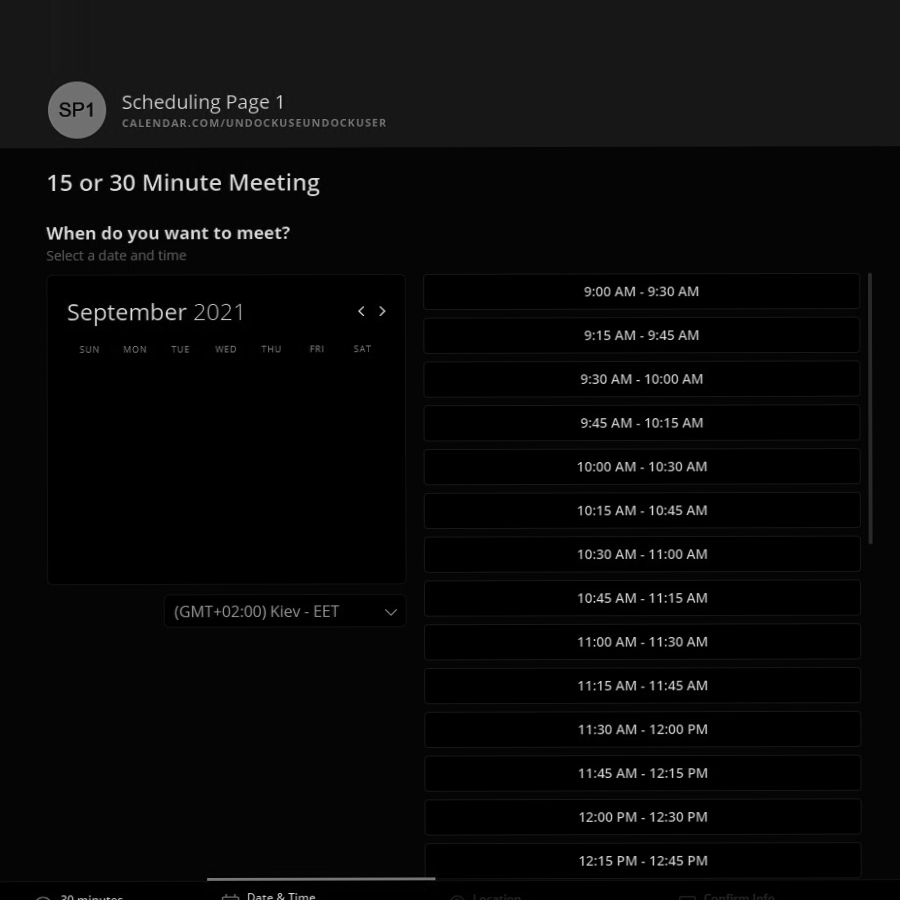 SP1
Scheduling Page 1
CALENDAR.COM/UNDOCKUSEUNDOCKUSER
15 or 30 Minute Meeting
When do you want to meet?
Select a date and time
September 2021
SUN MON TUE WED THU FRI SAT
(GMT+02:00) Kiev - EET
9:00 AM - 9:30 AM
9:15 AM - 9:45 AM
9:30 AM - 10:00 AM
9:45 AM - 10:15 AM
10:00 AM - 10:30 AM
10:15 AM - 10:45 AM
10:30 AM - 11:00 AM
10:45 AM - 11:15 AM
11:00 AM - 11:30 AM
11:15 AM - 11:45 AM
11:30 AM - 12:00 PM
11:45 AM - 12:15 PM
12:00 PM - 12:30 PM
12:15 PM - 12:45 PM
30 minutes
Date & Time
Location
Confirm Info